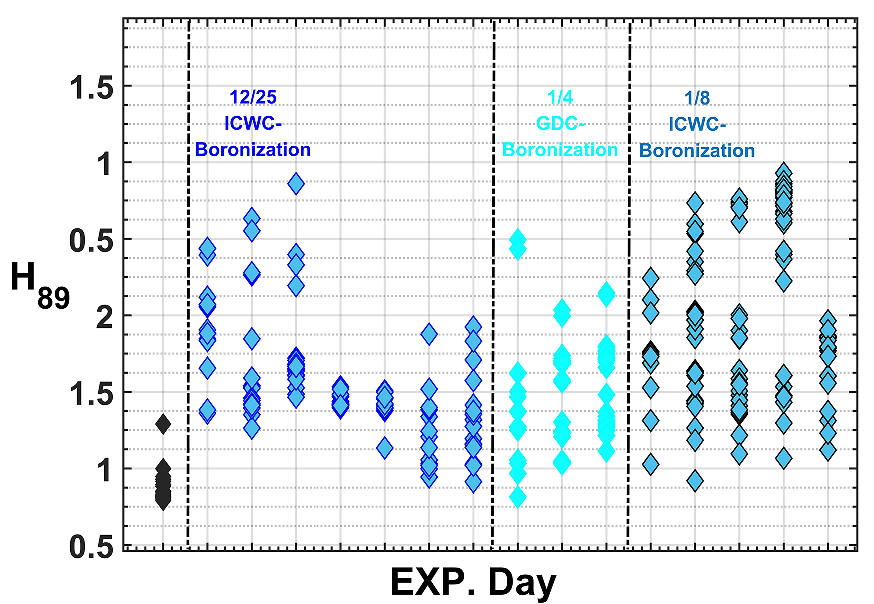 1.5
12/25
ICWC-
Boronization
1/4
GDC-
Boronization
1/8
ICWC-
Boronization
1
0.5
H89
2
1.5
1
0.5
EXP. Day